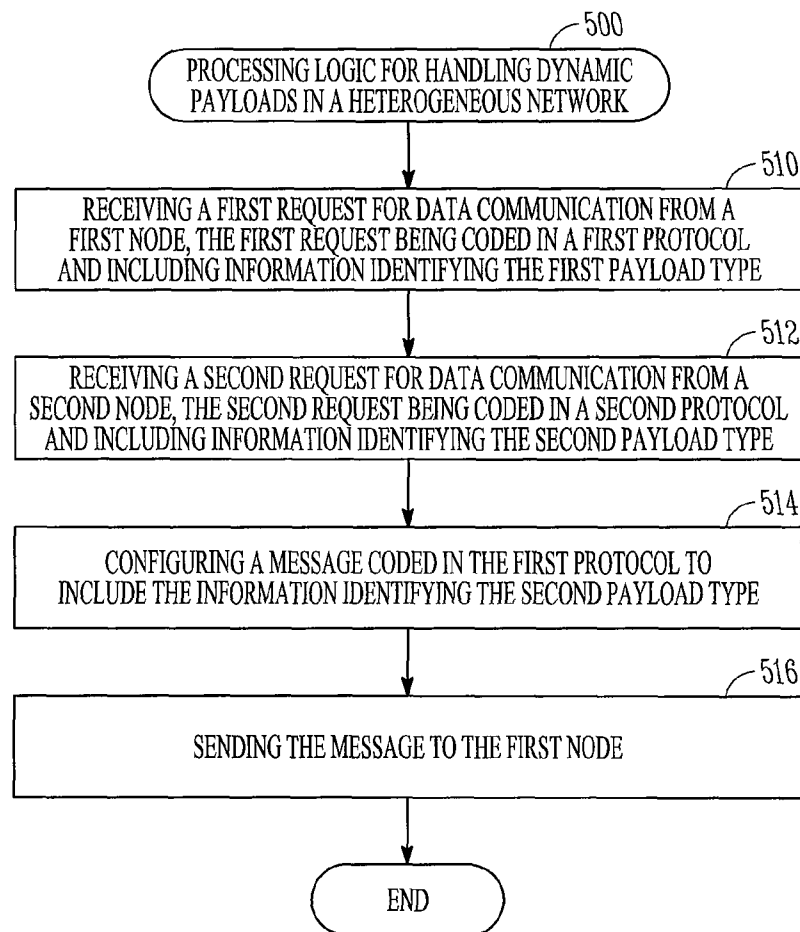 500
PROCESSING LOGIC FOR HANDLING DYNAMIC
PAYLOADS IN A HETEROGENEOUS NETWORK
510
RECEIVING A FIRST REQUEST FOR DATA COMMUNICATION FROM A
FIRST NODE, THE FIRST REQUEST BEING CODED IN A FIRST PROTOCOL
AND INCLUDING INFORMATION IDENTIFYING THE FIRST PAYLOAD TYPE
512
RECEIVING A SECOND REQUEST FOR DATA COMMUNICATION FROM A
SECOND NODE, THE SECOND REQUEST BEING CODED IN A SECOND PROTOCOL
AND INCLUDING INFORMATION IDENTIFYING THE SECOND PAYLOAD TYPE
514
CONFIGURING A MESSAGE CODED IN THE FIRST PROTOCOL TO
INCLUDE THE INFORMATION IDENTIFYING THE SECOND PAYLOAD TYPE
516
SENDING THE MESSAGE TO THE FIRST NODE
END